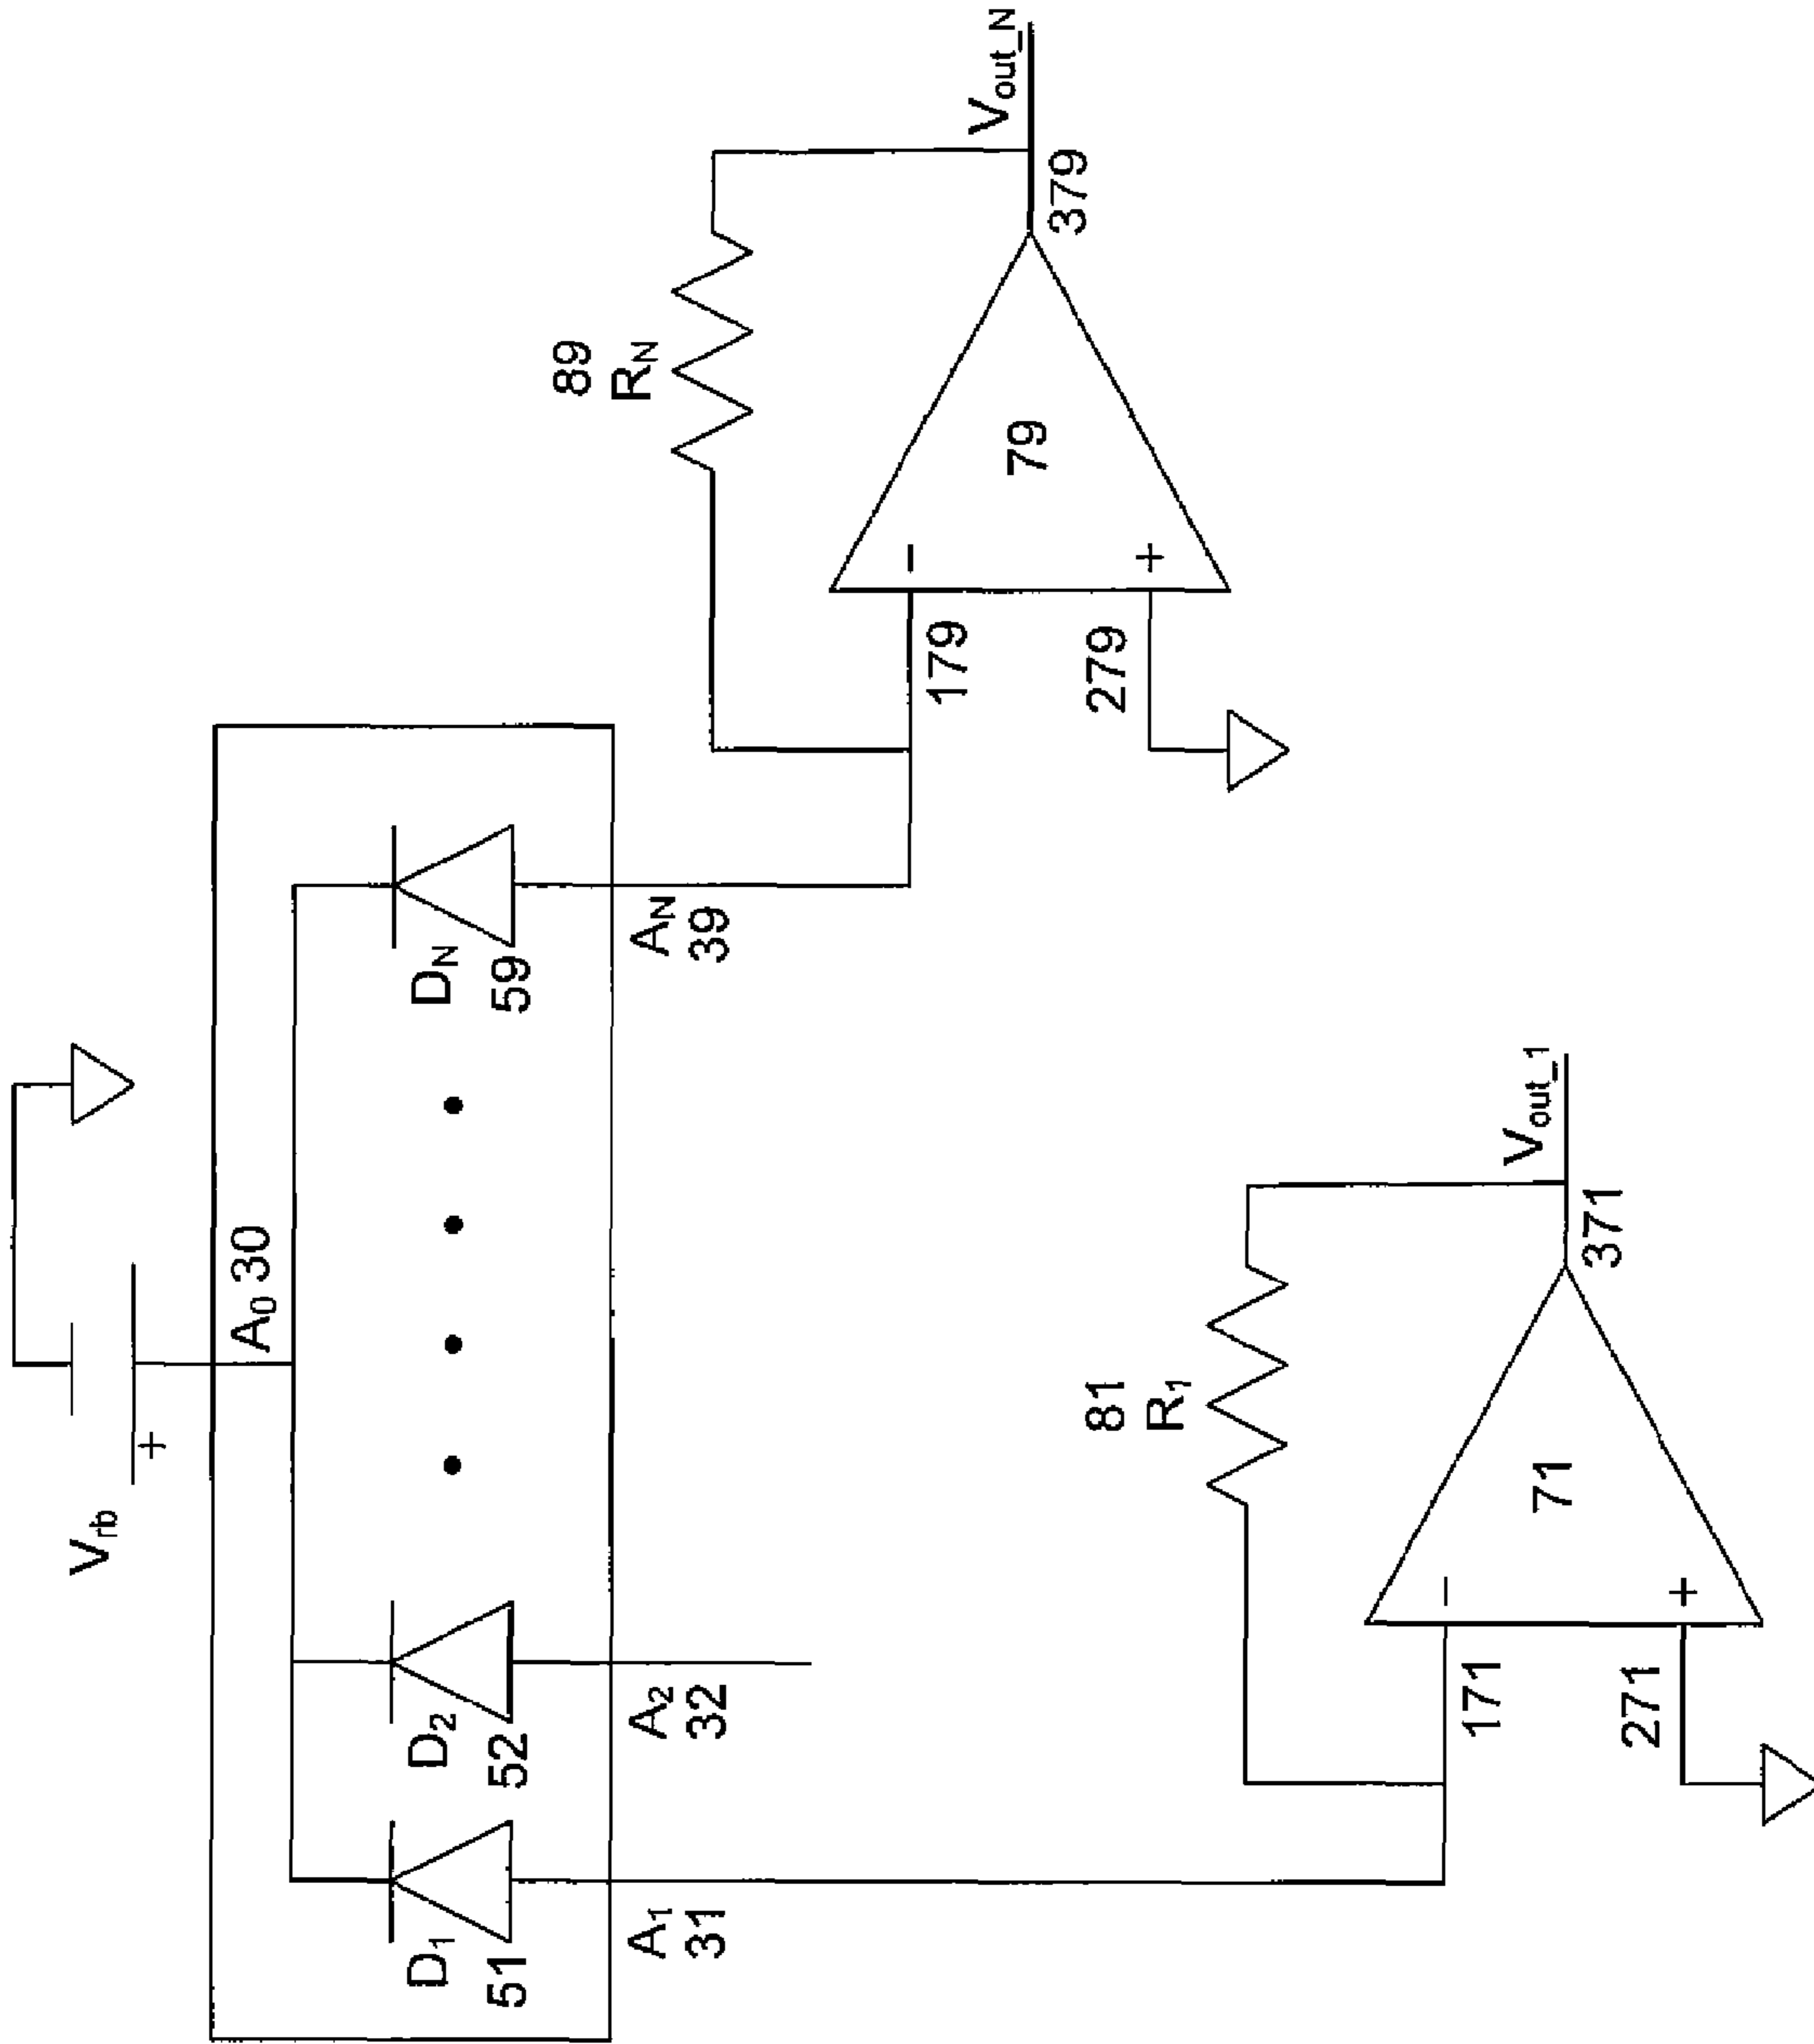 V_rb
+
A_0 30
D_1
51
D_2
52
D_N
59
A_1
31
A_2
32
A_N
39
89
R_N
-
+
79
179
279
379
V_out_N
81
R_1
-
+
71
171
271
371
V_out_1